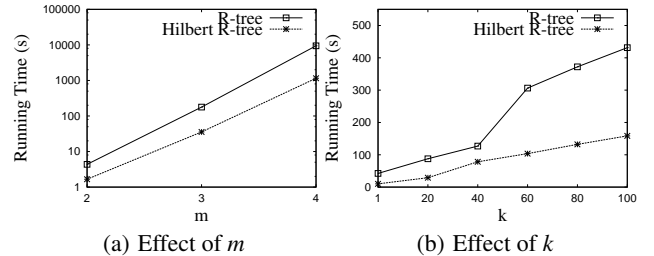 Running Time (s)
100000
10000
1000
100
10
1
R-tree
Hilbert R-tree
2
3
4
m
(a) Effect of m
Running Time (s)
500
400
300
200
100
0
R-tree
Hilbert R-tree
1
20
40
60
80
100
k
(b) Effect of k